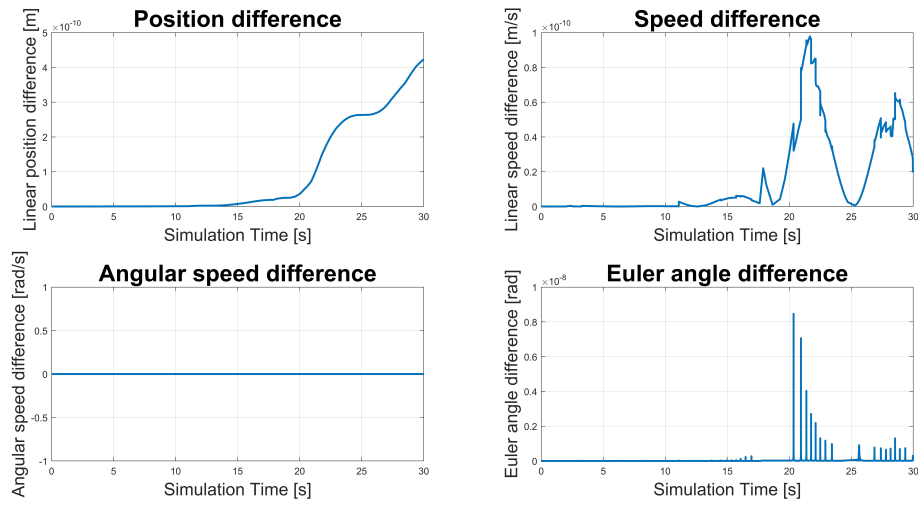 Position difference
×10⁻¹⁰
Linear position difference [m]
5
4
3
2
1
0
0 5 10 15 20 25 30
Simulation Time [s]
Speed difference
×10⁻¹⁰
Linear speed difference [m/s]
1
0.8
0.6
0.4
0.2
0
0 5 10 15 20 25 30
Simulation Time [s]
Angular speed difference
Angular speed difference [rad/s]
1
0.5
0
-0.5
-1
0 5 10 15 20 25 30
Simulation Time [s]
Euler angle difference
×10⁻⁸
Euler angle difference [rad]
1
0.8
0.6
0.4
0.2
0
0 5 10 15 20 25 30
Simulation Time [s]